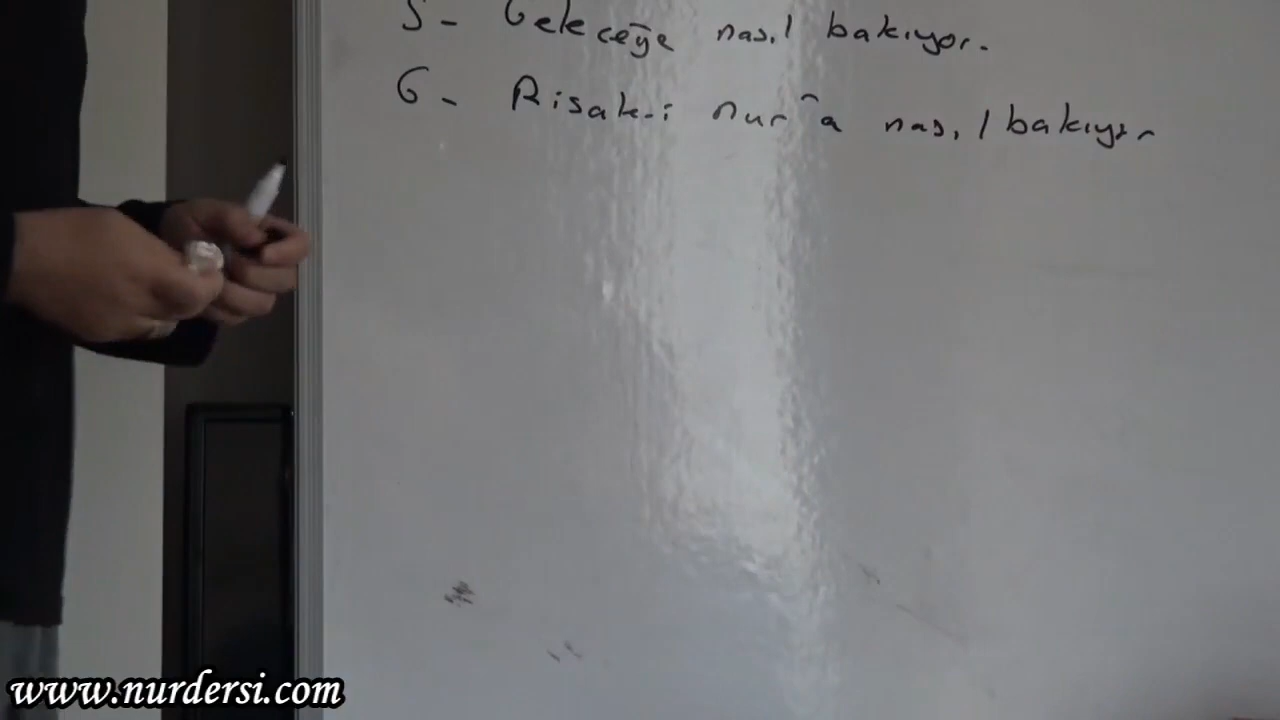 5- Geleceğe nasıl bakıyor.
6- Risale-i nur'a nasıl bakıyor
www.nurdersi.com